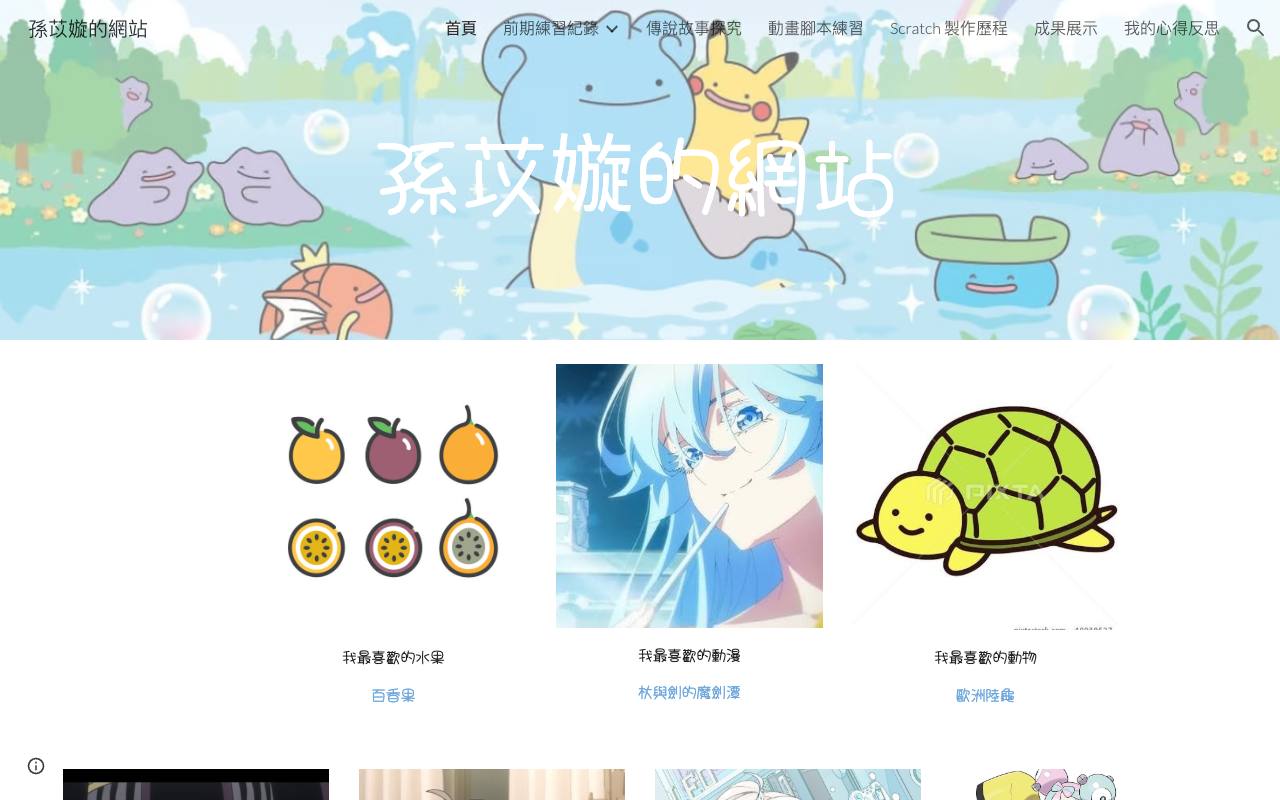 孫苡嫙的網站
首頁
前期練習紀錄
傳說故事探究
動畫腳本練習
Scratch 製作歷程
成果展示
我的心得反思
孫苡嫙的網站
PIXTA
我最喜歡的水果
我最喜歡的動漫
我最喜歡的動物
百香果
杖與劍的魔劍潭
歐洲陸龜